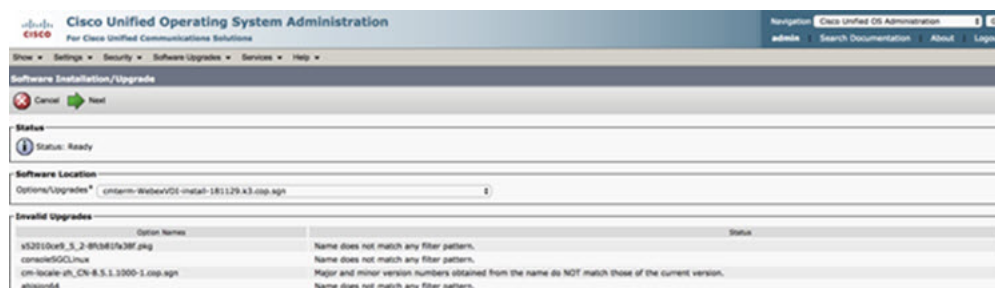 Cisco Unified Operating System Administration
CISCO For Cisco Unified Communications Solutions
Navigation Cisco Unified OS Administration
admin Search Documentation About
Show Settings Security Software Upgrades Services Help
Software Installation/Upgrade
Cancel Next
Status
Status: Ready
Software Location
Options/Upgrades* cmterm-WebexVDI-install-181129.k3.cop.sgn
Invalid Upgrades
Option Names Status
Name does not match any filter pattern.
consoleSGCLinux Name does not match any filter pattern.
cm-locale-zh_CN-8.5.1.1000-1.cop.sgn Major and minor version numbers obtained from the name do NOT match those of the current version.
Name does not match any filter pattern.